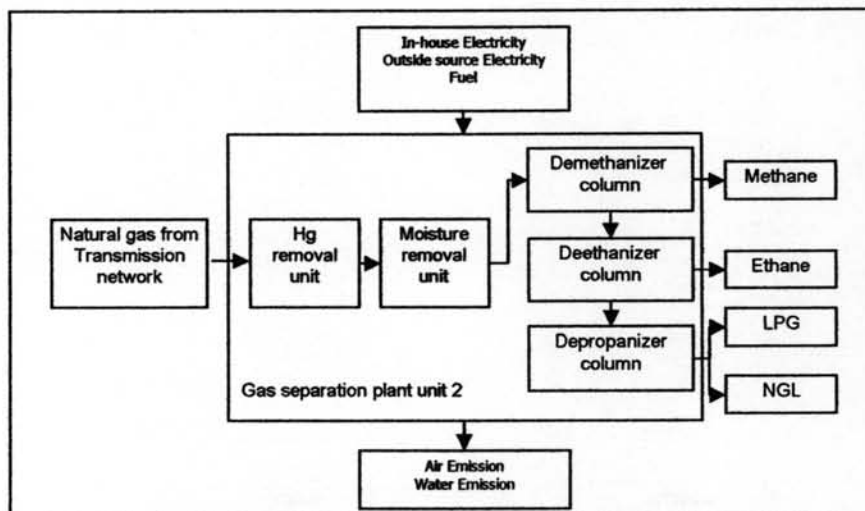 In-house Electricity
Outside source Electricity
Fuel
Demethanizer
column
Methane
Natural gas from
Transmission
network
Hg
removal
unit
Moisture
removal
unit
Deethanizer
column
Ethane
Depropanizer
column
LPG
NGL
Gas separation plant unit 2
Air Emission
Water Emission